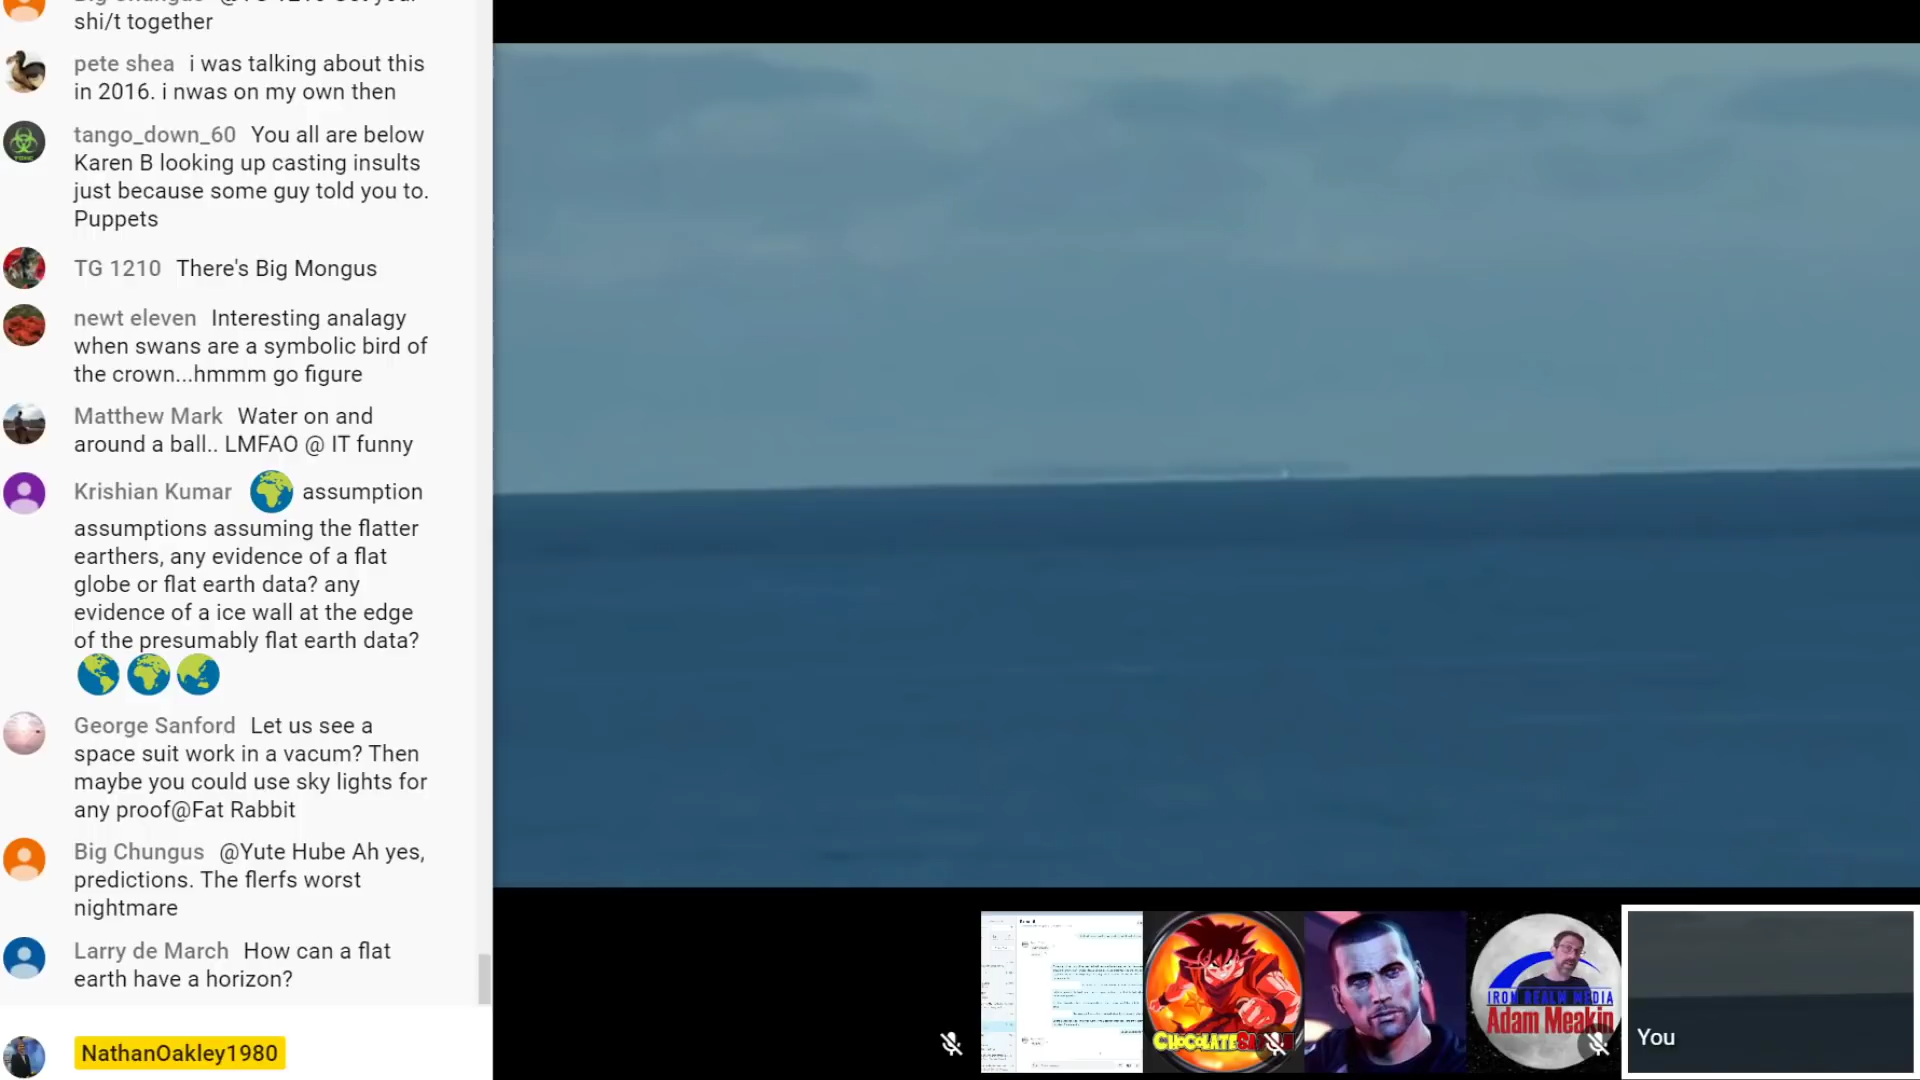 shi/t together
pete shea i was talking about this
in 2016. i nwas on my own then
tango_down_60 You all are below
Karen B looking up casting insults
just because some guy told you to.
Puppets
TG 1210 There's Big Mongus
newt eleven Interesting analagy
when swans are a symbolic bird of
the crown...hmmm go figure
Matthew Mark Water on and
around a ball.. LMFAO @ IT funny
Krishian Kumar assumption
assumptions assuming the flatter
earthers, any evidence of a flat
globe or flat earth data? any
evidence of a ice wall at the edge
of the presumably flat earth data?
George Sanford Let us see a
space suit work in a vacum? Then
maybe you could use sky lights for
any proof@Fat Rabbit
Big Chungus @Yute Hube Ah yes,
predictions. The flerfs worst
nightmare
Larry de March How can a flat
earth have a horizon?
NathanOakley1980
IRON REALM MEDIA
Adam Meakin
You